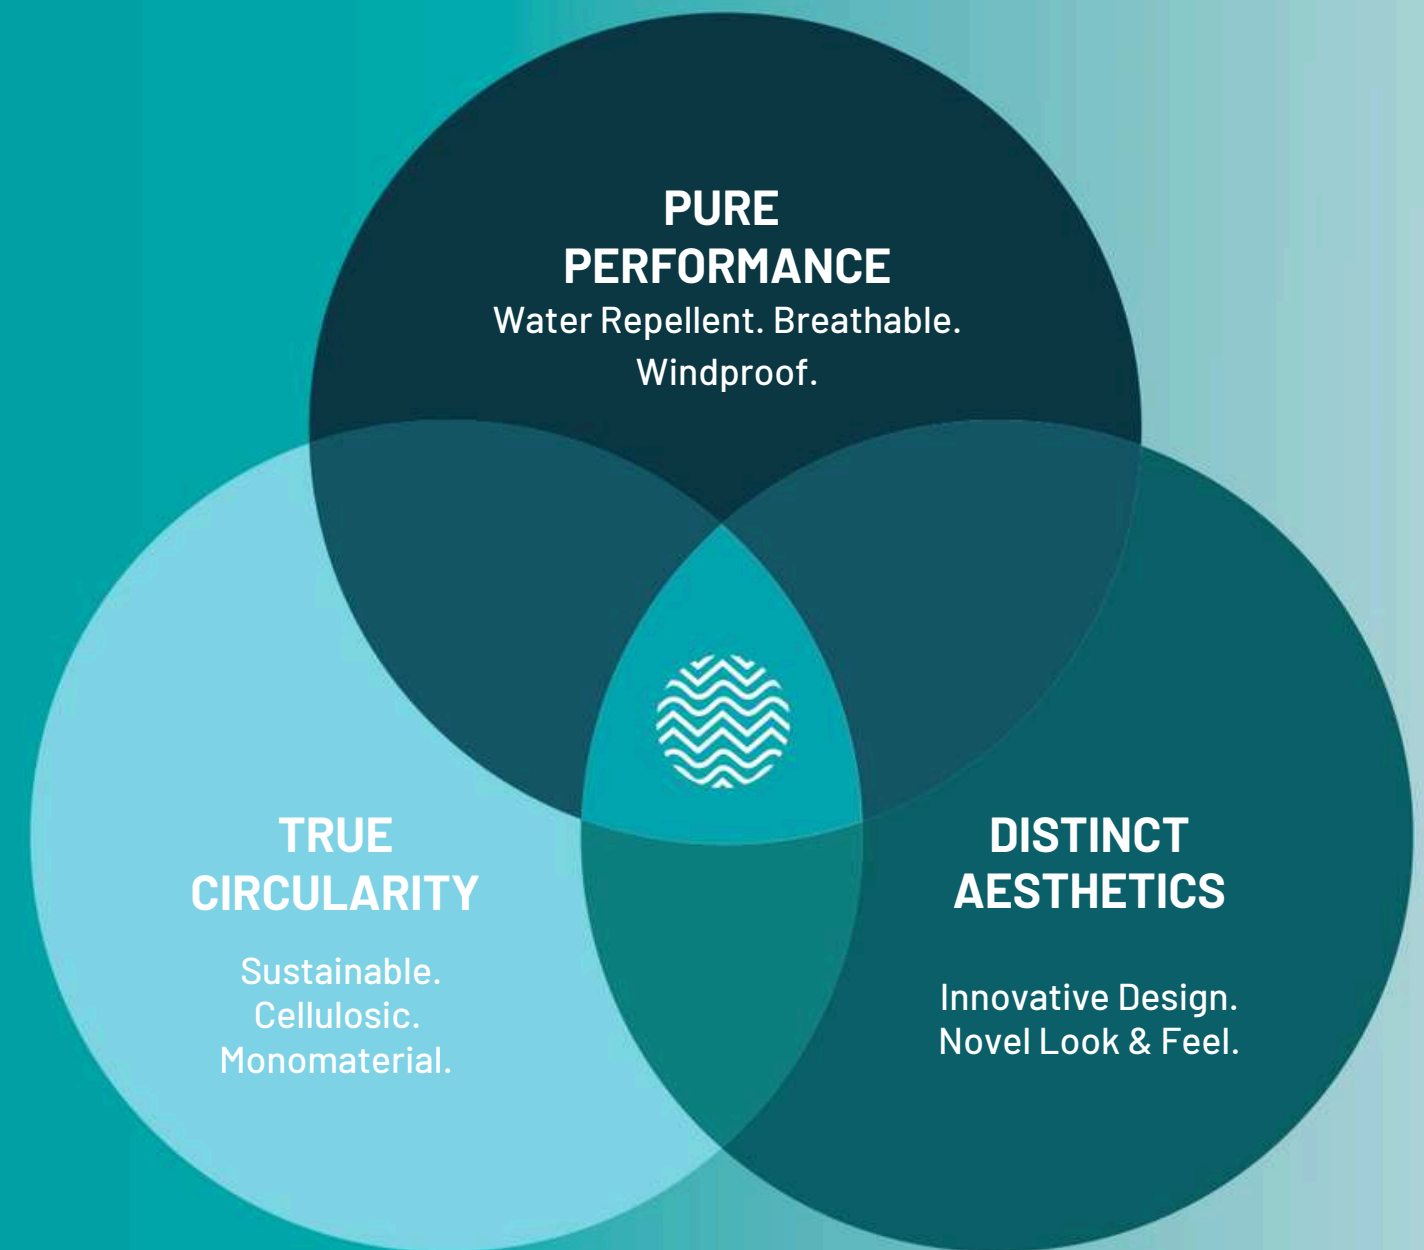 PURE
PERFORMANCE
Water Repellent. Breathable.
Windproof.
TRUE
CIRCULARITY
Sustainable.
Cellulosic.
Monomaterial.
DISTINCT
AESTHETICS
Innovative Design.
Novel Look & Feel.